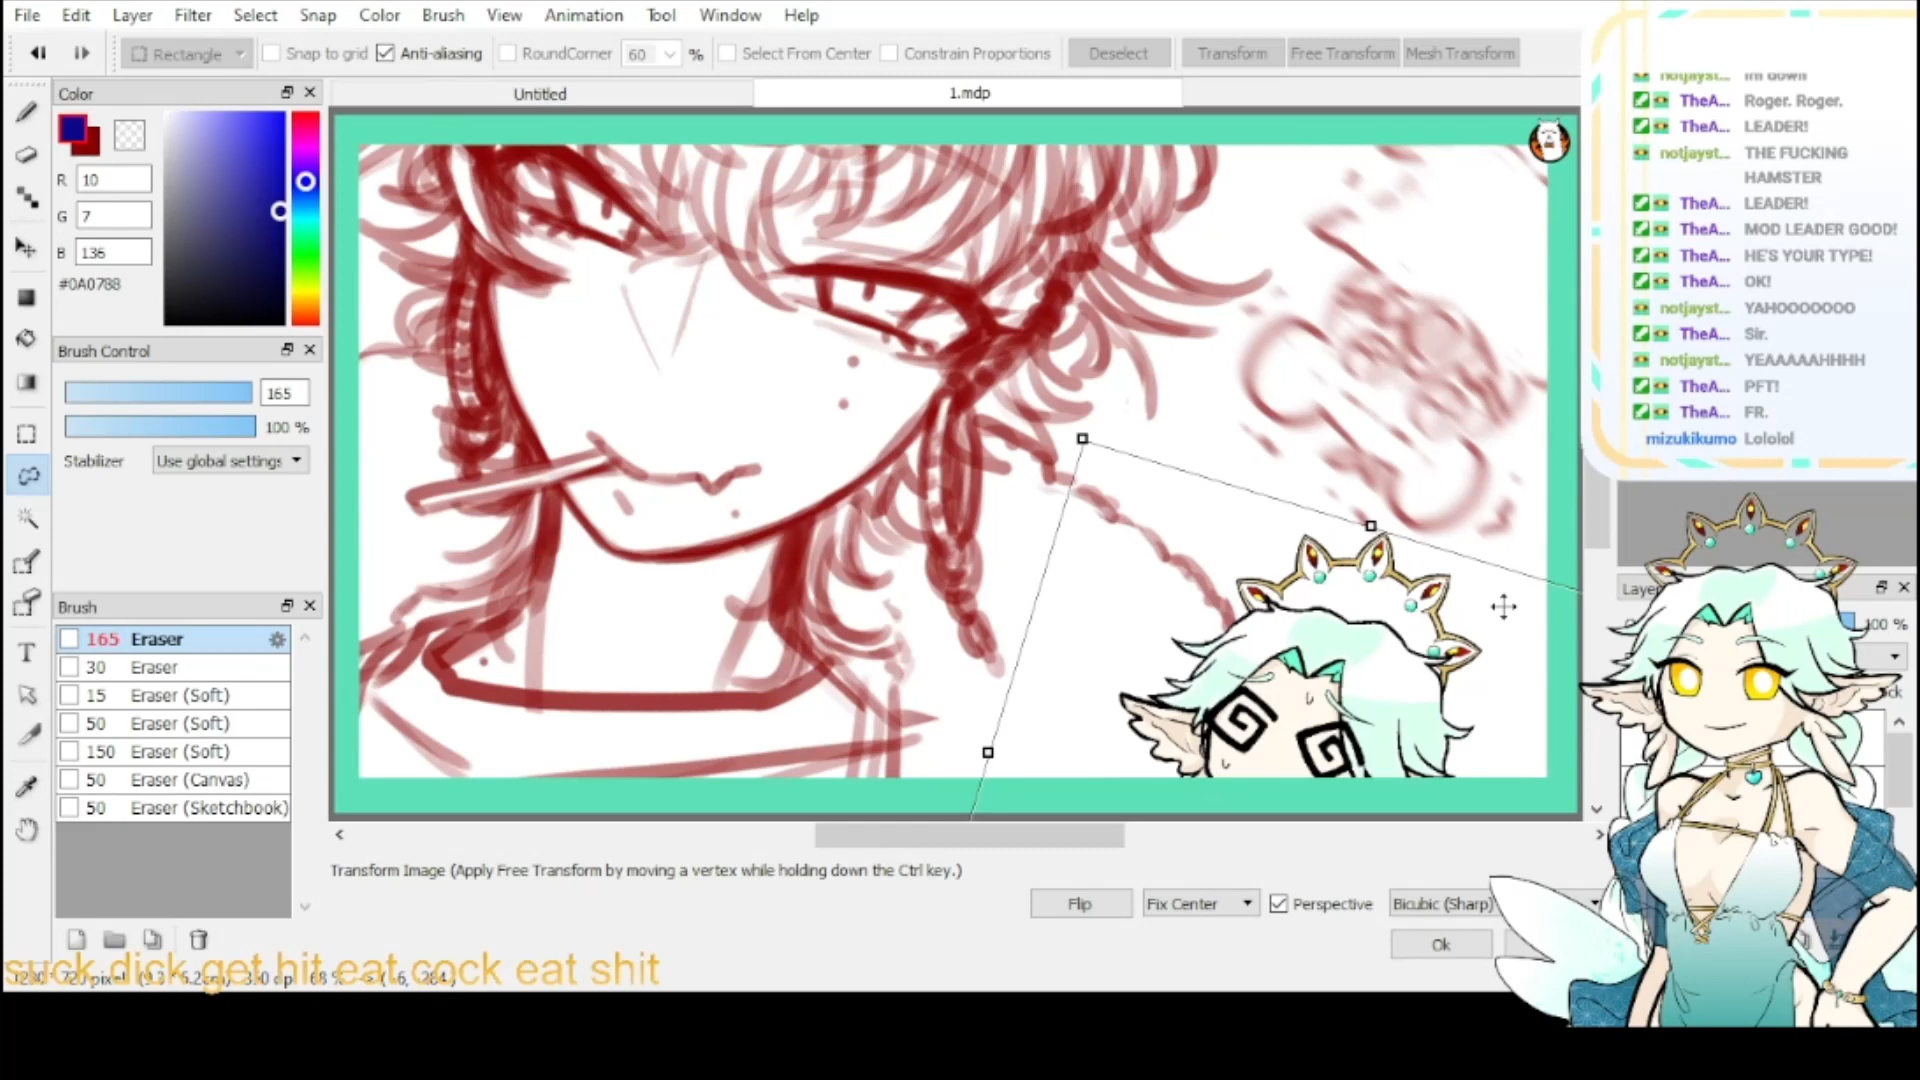 File Edit Layer Filter Select Snap Color Brush View Animation Tool Window Help
Rectangle Snap to grid Anti-aliasing RoundCorner 60 % Select From Center Constrain Proportions Deselect Transform Free Transform Mesh Transform
Color
Untitled 1.mdp
R 10
G 7
B 136
#0A0788
Brush Control
165
100 %
Stabilizer Use global settings
Brush
165 Eraser
30 Eraser
15 Eraser (Soft)
50 Eraser (Soft)
150 Eraser (Soft)
50 Eraser (Canvas)
50 Eraser (Sketchbook)
Transform Image (Apply Free Transform by moving a vertex while holding down the Ctrl key.)
Flip Fix Center Perspective Bicubic (Sharp)
Ok
suck dick get hit eat cock eat shit
notjayst... im down
TheA... Roger. Roger.
TheA... LEADER!
notjayst... THE FUCKING
HAMSTER
TheA... LEADER!
TheA... MOD LEADER GOOD!
TheA... HE'S YOUR TYPE!
TheA... OK!
notjayst... YAHOOOOOOO
TheA... Sir.
notjayst... YEAAAAAHHHH
TheA... PFT!
TheA... FR.
mizukikumo Lololol
100 %